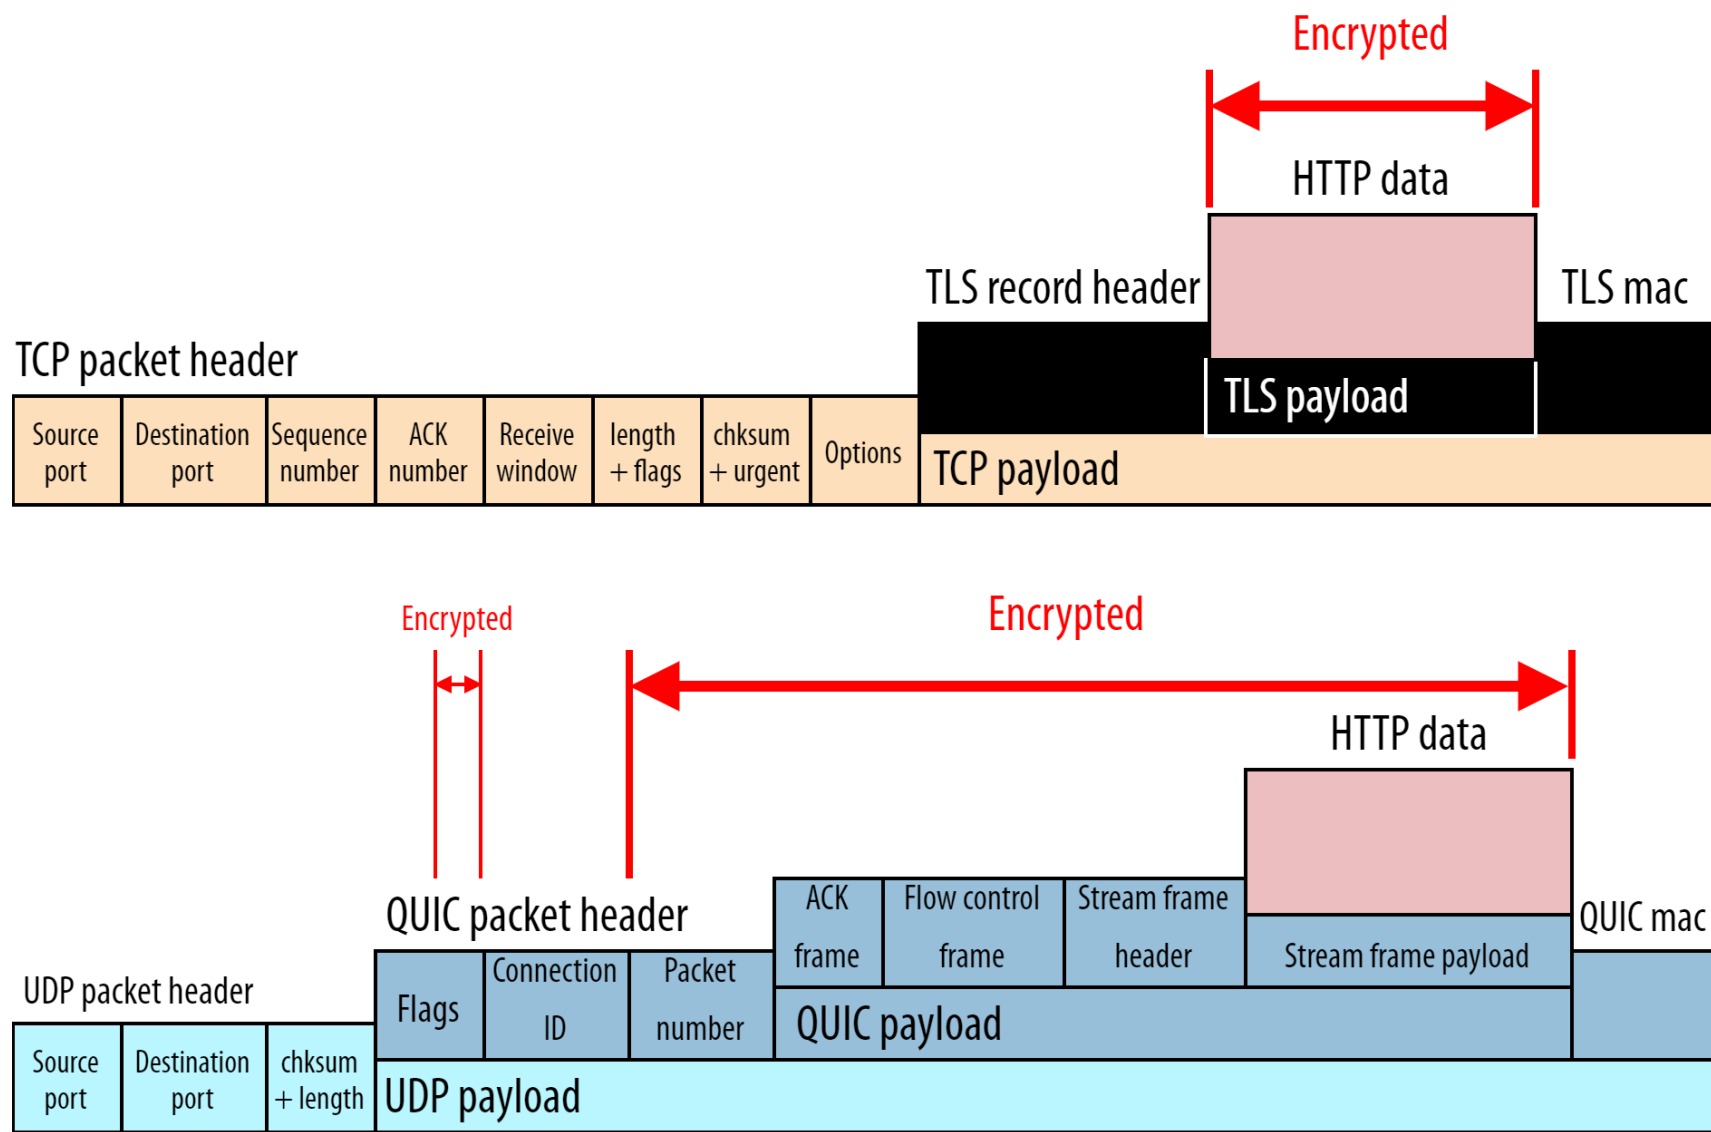 Encrypted
HTTP data
TLS record header
TLS mac
TCP packet header
TLS payload
Source
port
Destination
port
Sequence
number
ACK
number
Receive
window
length
+ flags
chksum
+ urgent
Options
TCP payload
Encrypted
Encrypted
HTTP data
QUIC packet header
ACK
frame
Flow control
frame
Stream frame
header
Stream frame payload
QUIC mac
UDP packet header
Flags
Connection
ID
Packet
number
QUIC payload
Source
port
Destination
port
chksum
+ length
UDP payload